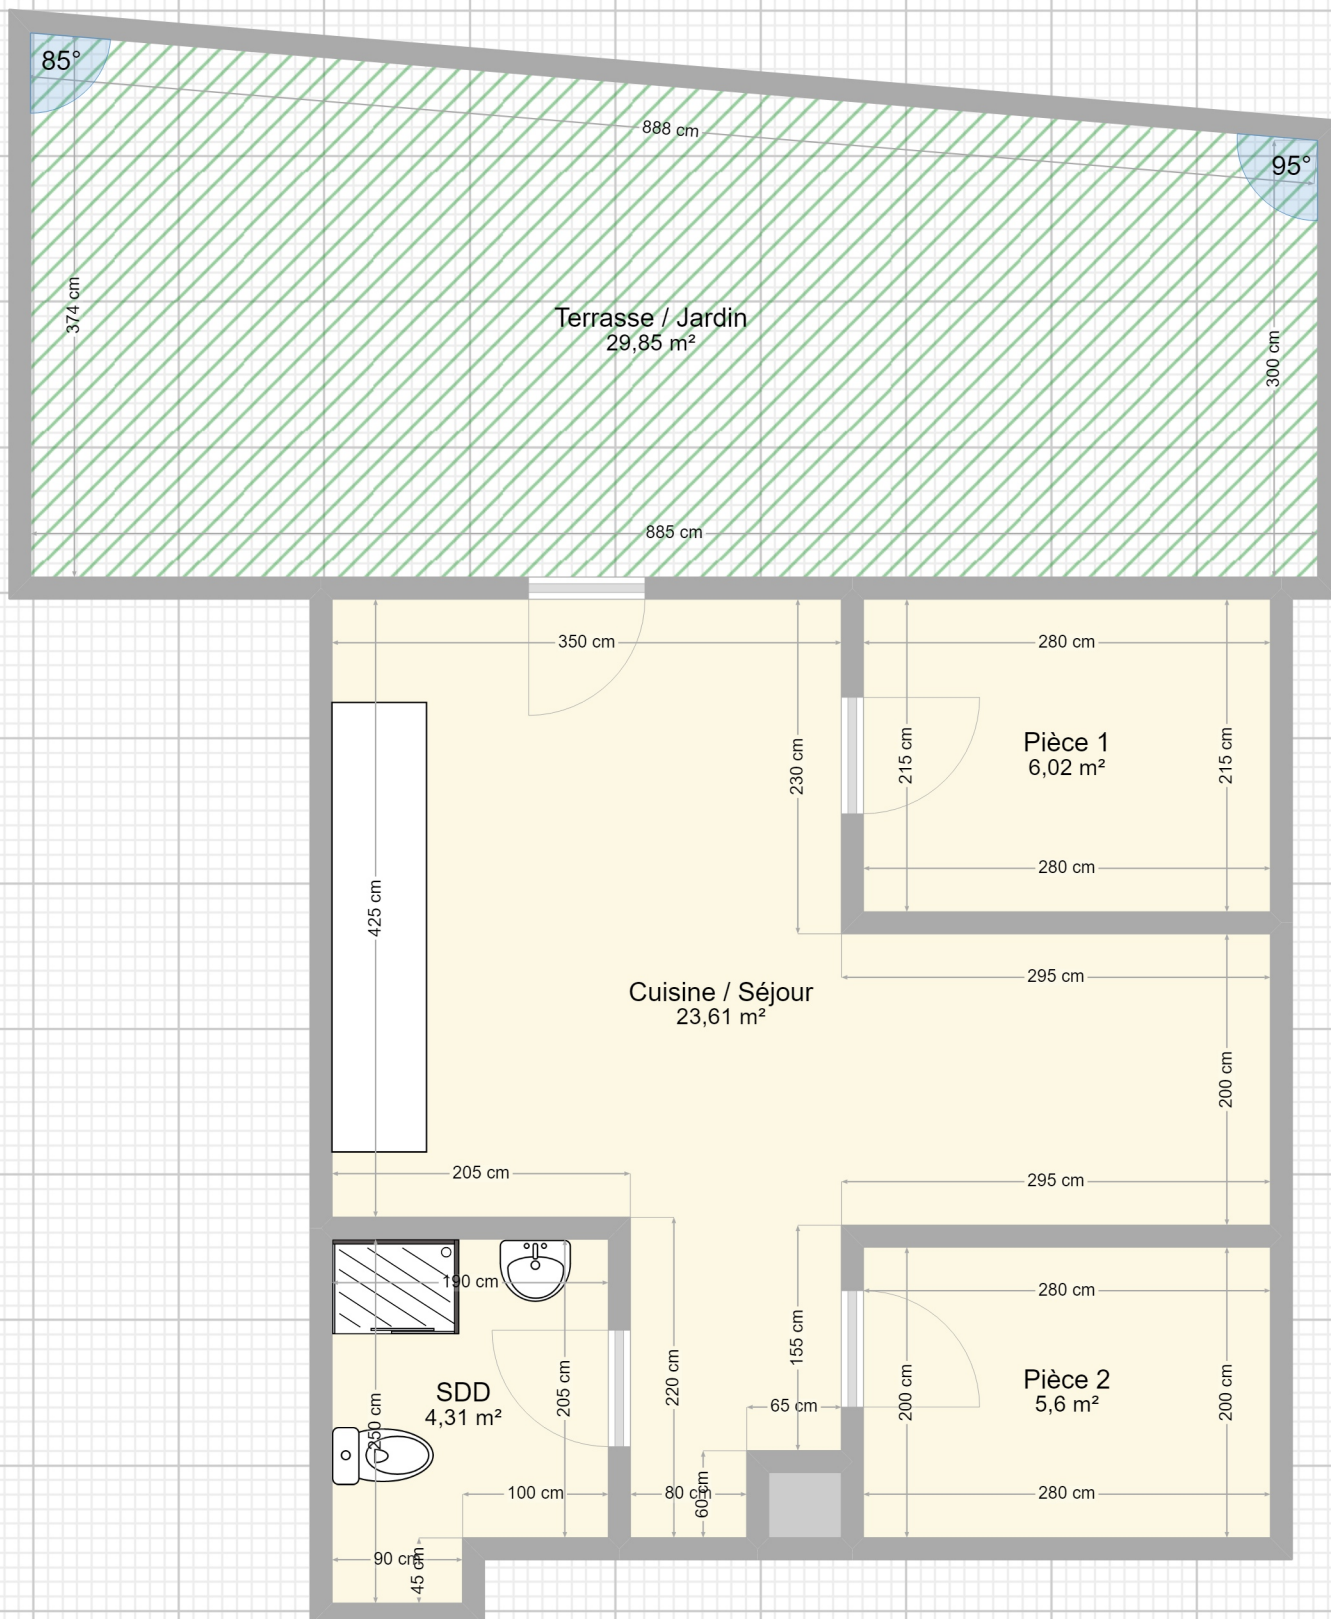 85°
888 cm
95°
374 cm
Terrasse / Jardin
29,85 m²
300 cm
885 cm
350 cm
280 cm
230 cm
215 cm
Pièce 1
6,02 m²
215 cm
280 cm
425 cm
295 cm
Cuisine / Séjour
23,61 m²
200 cm
205 cm
295 cm
190 cm
280 cm
155 cm
220 cm
205 cm
SDD
4,31 m²
250 cm
65 cm
200 cm
Pièce 2
5,6 m²
200 cm
100 cm
80 cm
60 cm
280 cm
90 cm
45 cm